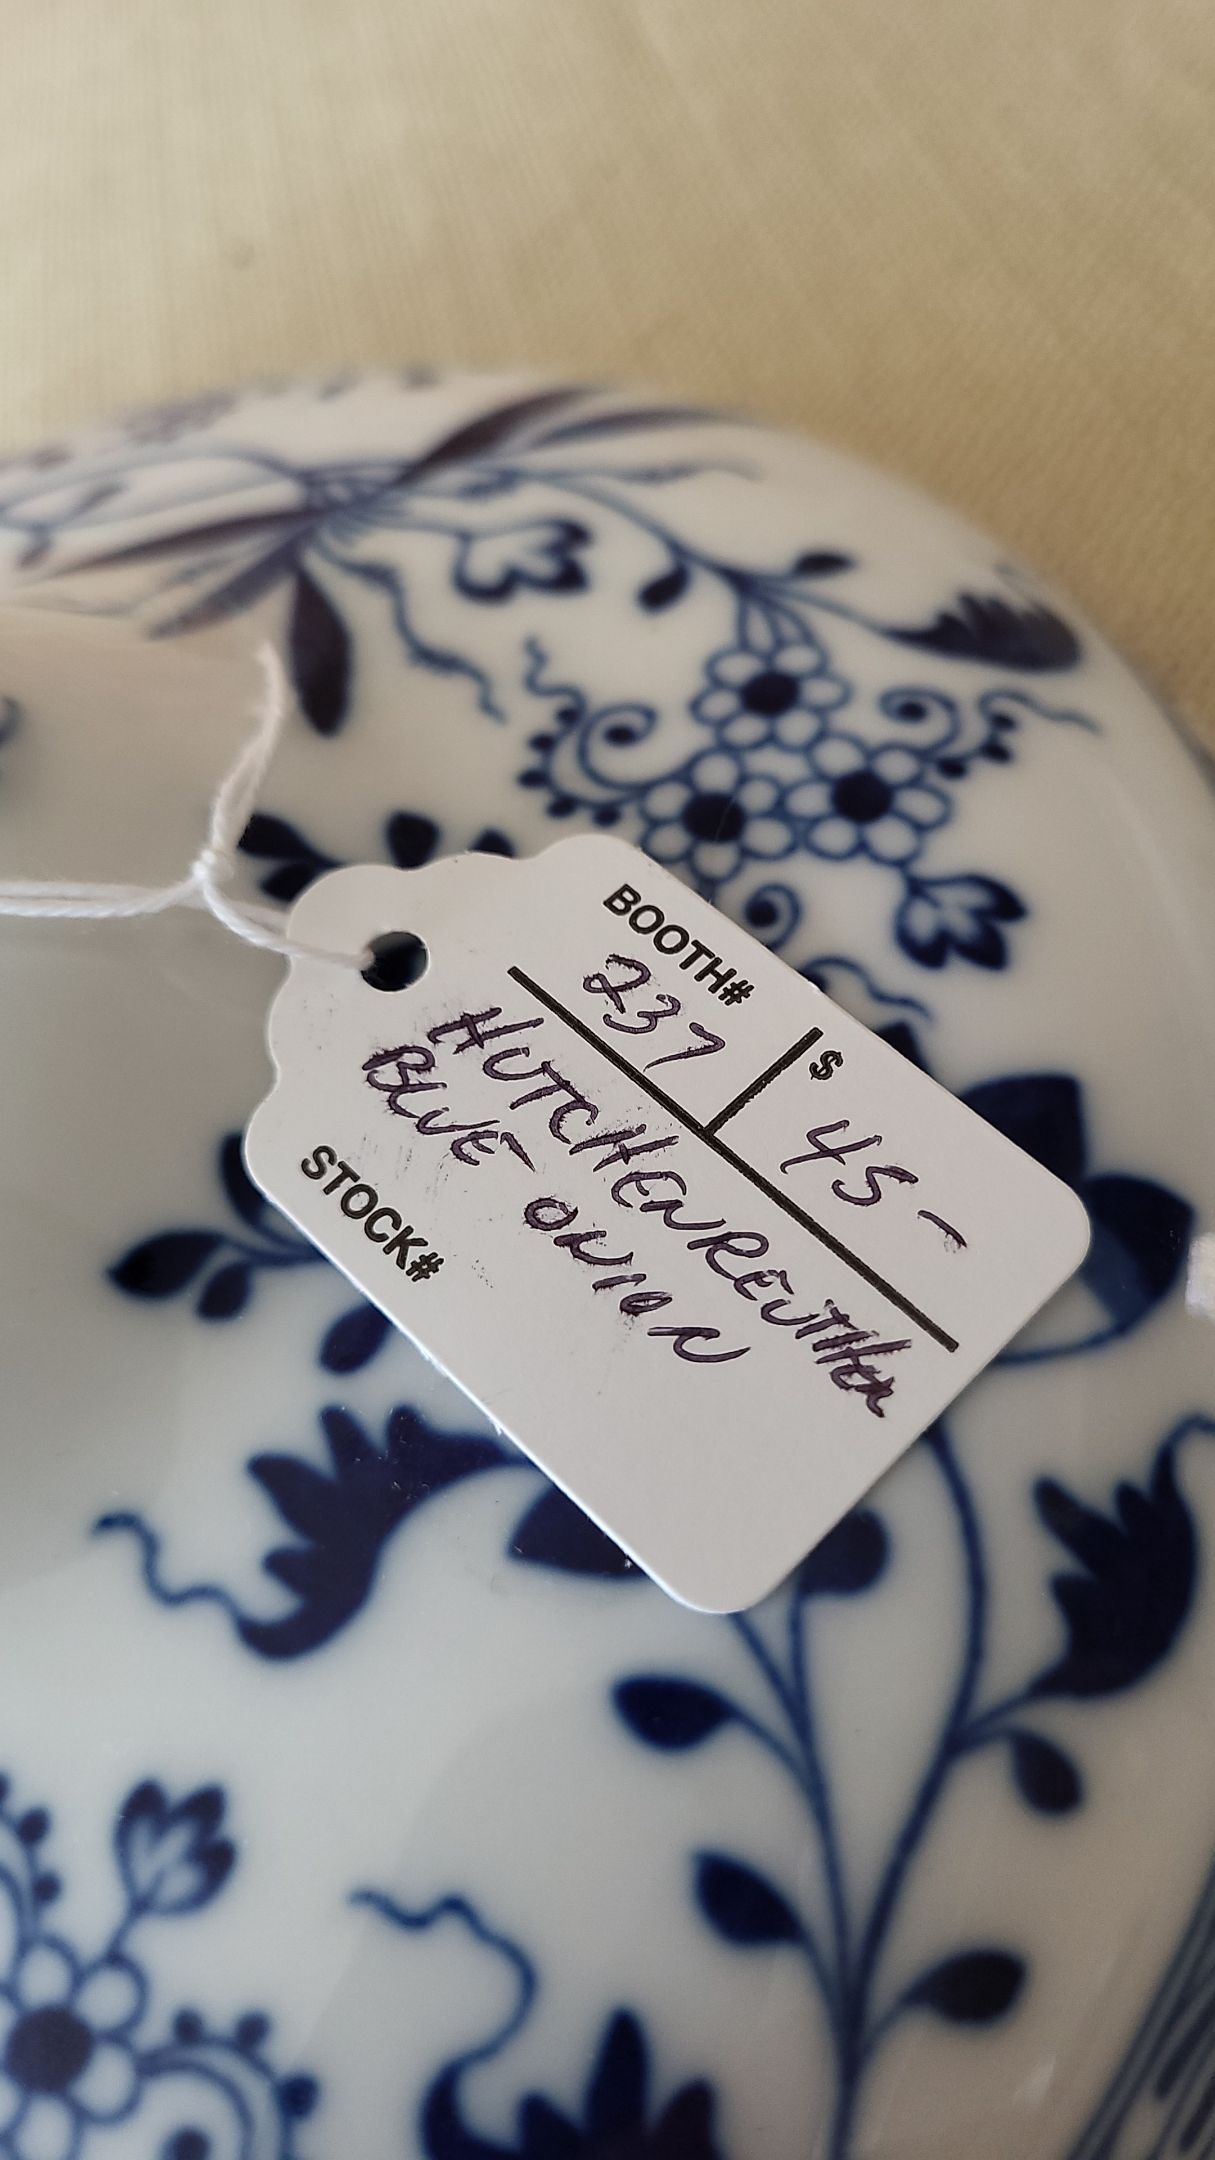 BOOTH#
237
$
45-
HUTCHENREUTHER
BLUE ONION
STOCK#